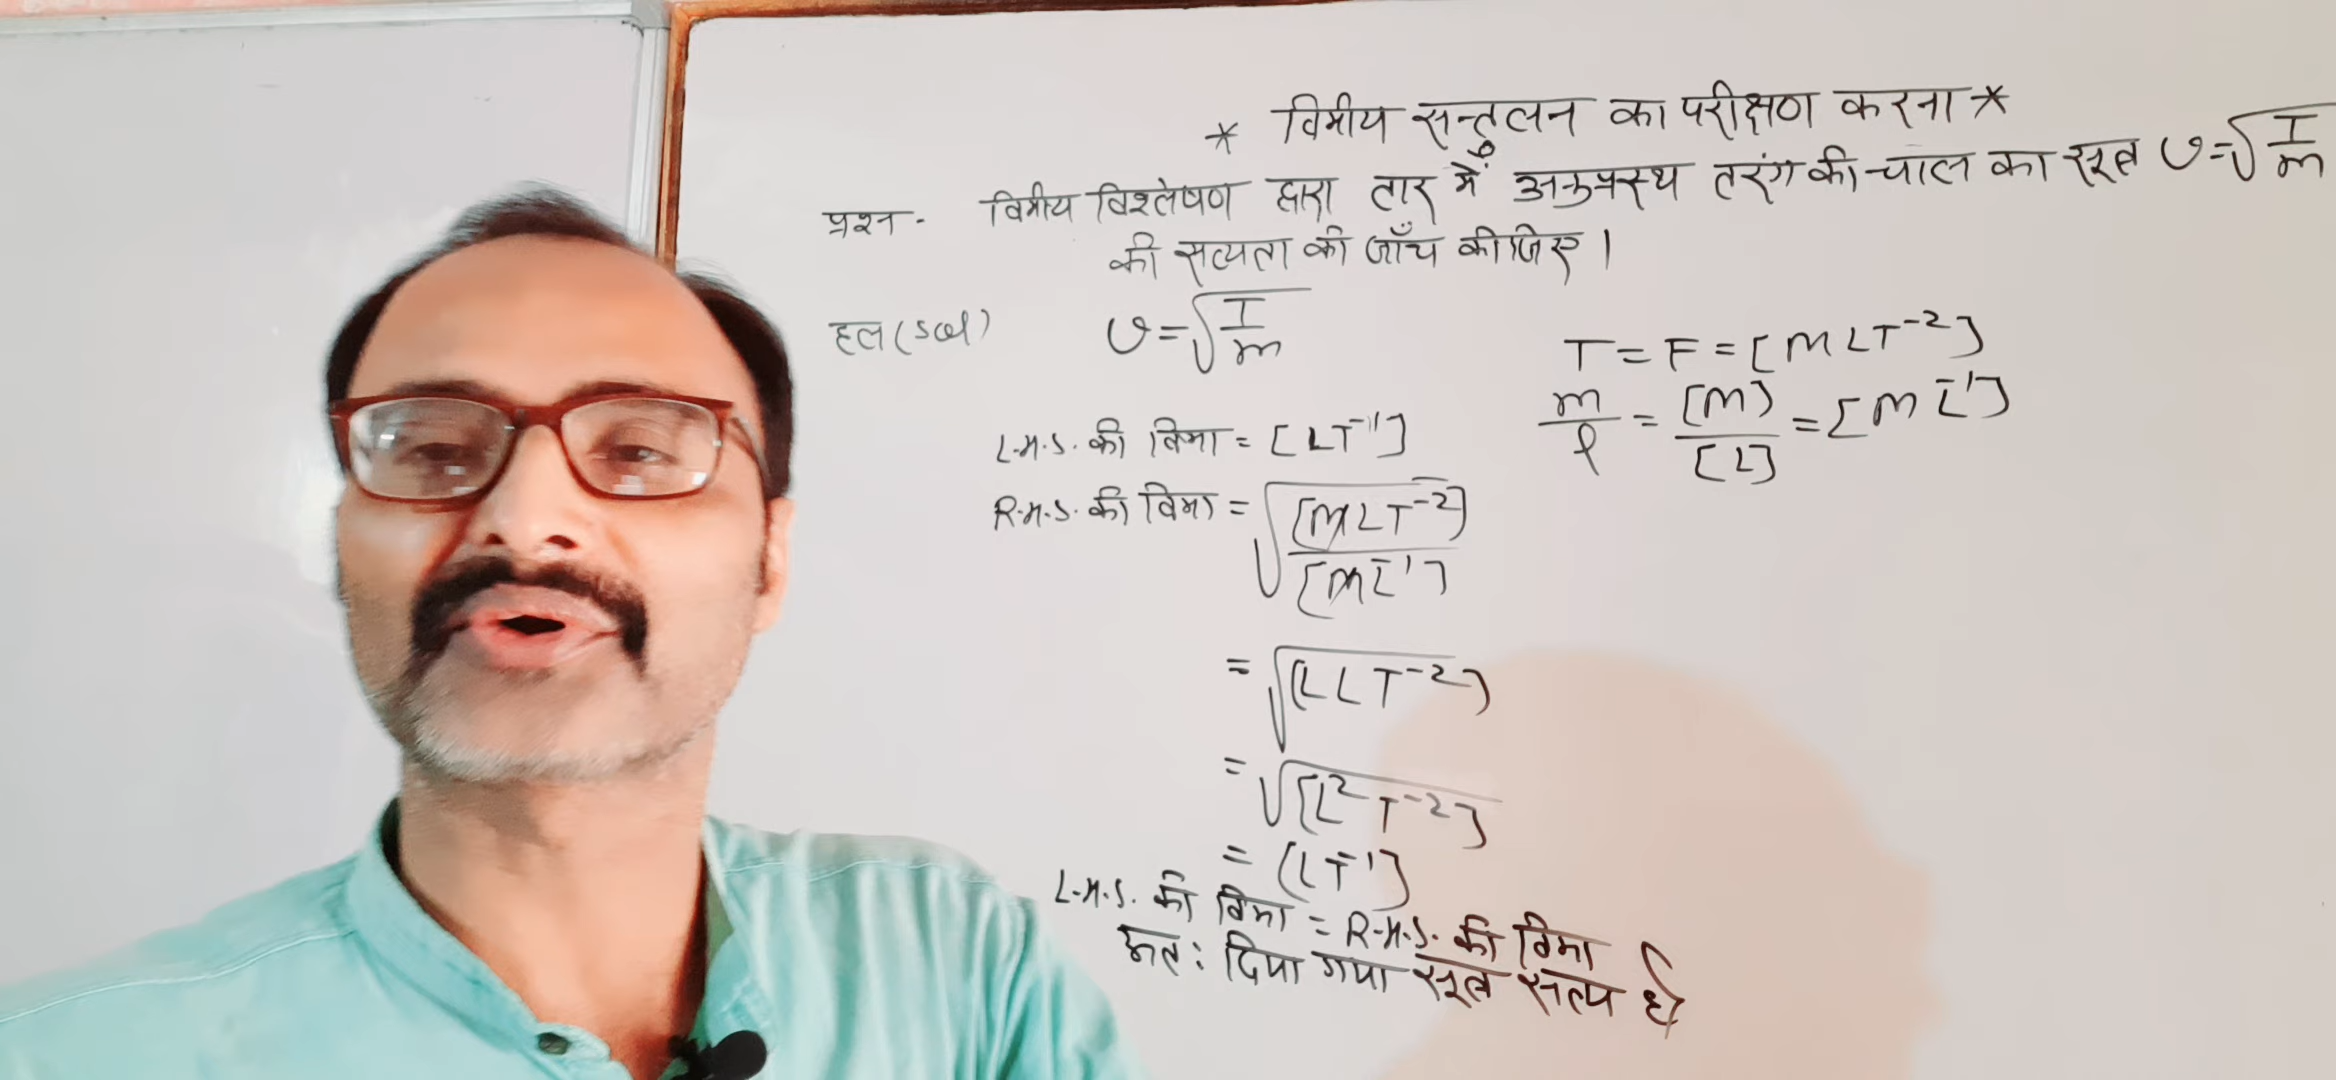 * विमीय सन्तुलन का परीक्षण करना *
प्रश्न - विमीय विश्लेषण द्वारा तार में अनुप्रस्थ तरंग की चाल का सूत्र υ=√(T/m)
की सत्यता की जाँच कीजिए।
हल (sol) υ=√(T/m)
T = F = [MLT⁻²]
m/l = [M]/[L] = [ML⁻¹]
L.H.S. की विमा = [LT⁻¹]
R.H.S. की विमा = √([MLT⁻²]/[ML⁻¹])
= √[LLT⁻²]
= √[L²T⁻²]
= [LT⁻¹]
L.H.S. की विमा = R.H.S. की विमा
अतः दिया गया सूत्र सत्य है